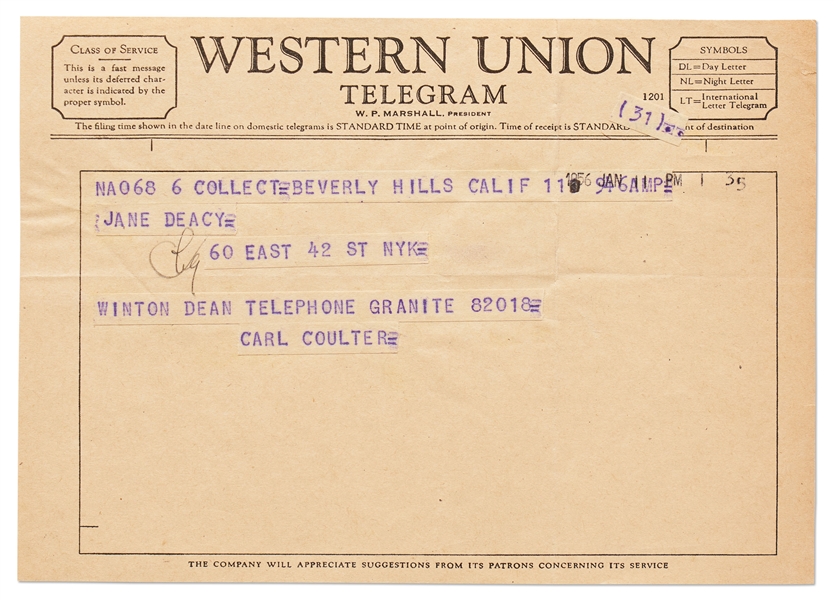 CLASS OF SERVICE
This is a fast message
unless its deferred char-
acter is indicated by the
proper symbol.
WESTERN UNION
TELEGRAM
W. P. MARSHALL, PRESIDENT
1201
SYMBOLS
DL=Day Letter
NL=Night Letter
LT=International Letter Telegram
(31)
The filing time shown in the date line on domestic telegrams is STANDARD TIME at point of origin. Time of receipt is STANDARD of destination
NA068 6 COLLECT=BEVERLY HILLS CALIF 11
1956 JAN 11 PM 1 35
JANE DEACY=
60 EAST 42 ST NYK=
WINTON DEAN TELEPHONE GRANITE 82018=
CARL COULTER=
THE COMPANY WILL APPRECIATE SUGGESTIONS FROM ITS PATRONS CONCERNING ITS SERVICE